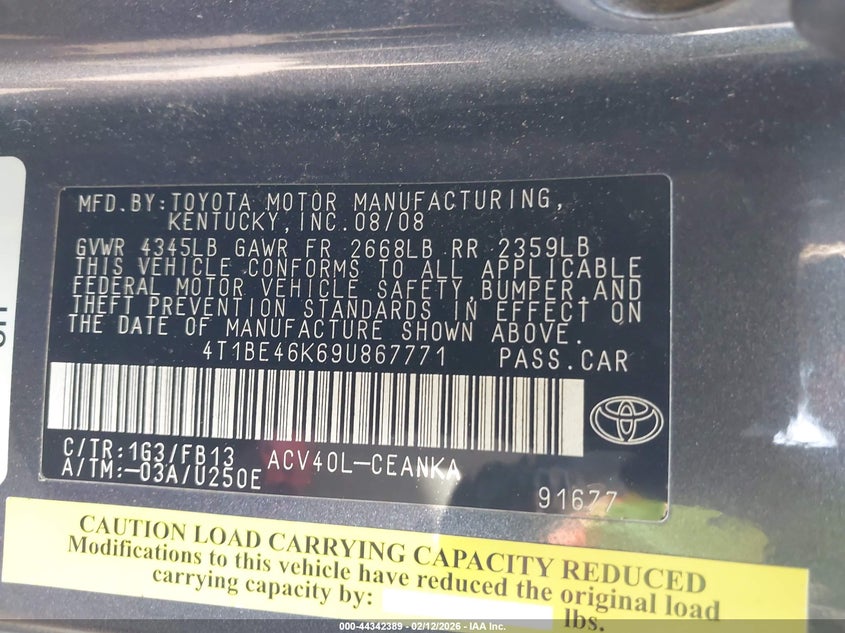 MFD.BY:TOYOTA MOTOR MANUFACTURING,
KENTUCKY,INC.08/08
GVWR 4345LB GAWR FR 2668LB RR 2359LB
THIS VEHICLE CONFORMS TO ALL APPLICABLE
FEDERAL MOTOR VEHICLE SAFETY,BUMPER,AND
THEFT PREVENTION STANDARDS IN EFFECT ON
THE DATE OF MANUFACTURE SHOWN ABOVE.
4T1BE46K69U867771 PASS.CAR
C/TR:1G3/FB13 ACV40L-CEANKA
A/TM:-03A/U250E
91677
CAUTION LOAD CARRYING CAPACITY REDUCED
Modifications to this vehicle have reduced the original load
carrying capacity by: lbs.
000-44342389 - 02/12/2026 - IAA Inc.